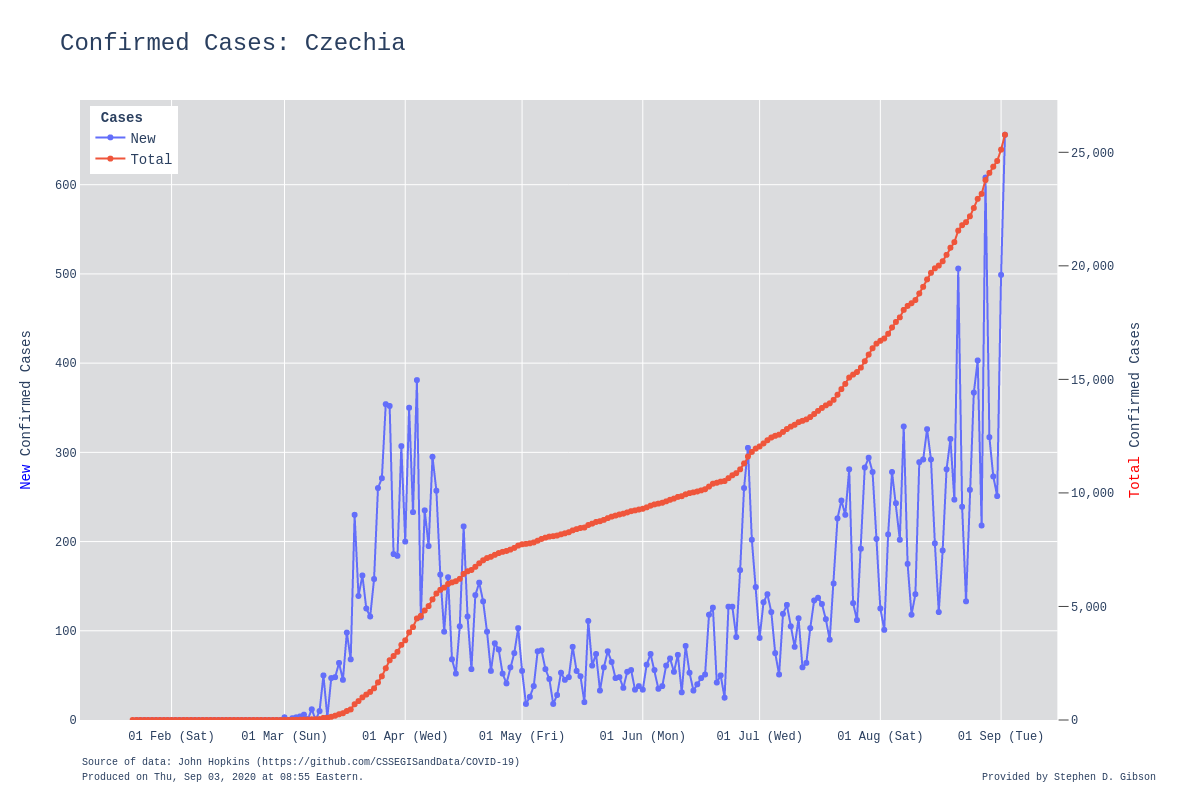 Confirmed Cases: Czechia
Cases
New
Total
600
500
400
300
200
100
0
25,000
20,000
15,000
10,000
5,000
0
New Confirmed Cases
Total Confirmed Cases
01 Feb (Sat)
01 Mar (Sun)
01 Apr (Wed)
01 May (Fri)
01 Jun (Mon)
01 Jul (Wed)
01 Aug (Sat)
01 Sep (Tue)
Source of data: John Hopkins (https://github.com/CSSEGISandData/COVID-19)
Produced on Thu, Sep 03, 2020 at 08:55 Eastern.
Provided by Stephen D. Gibson